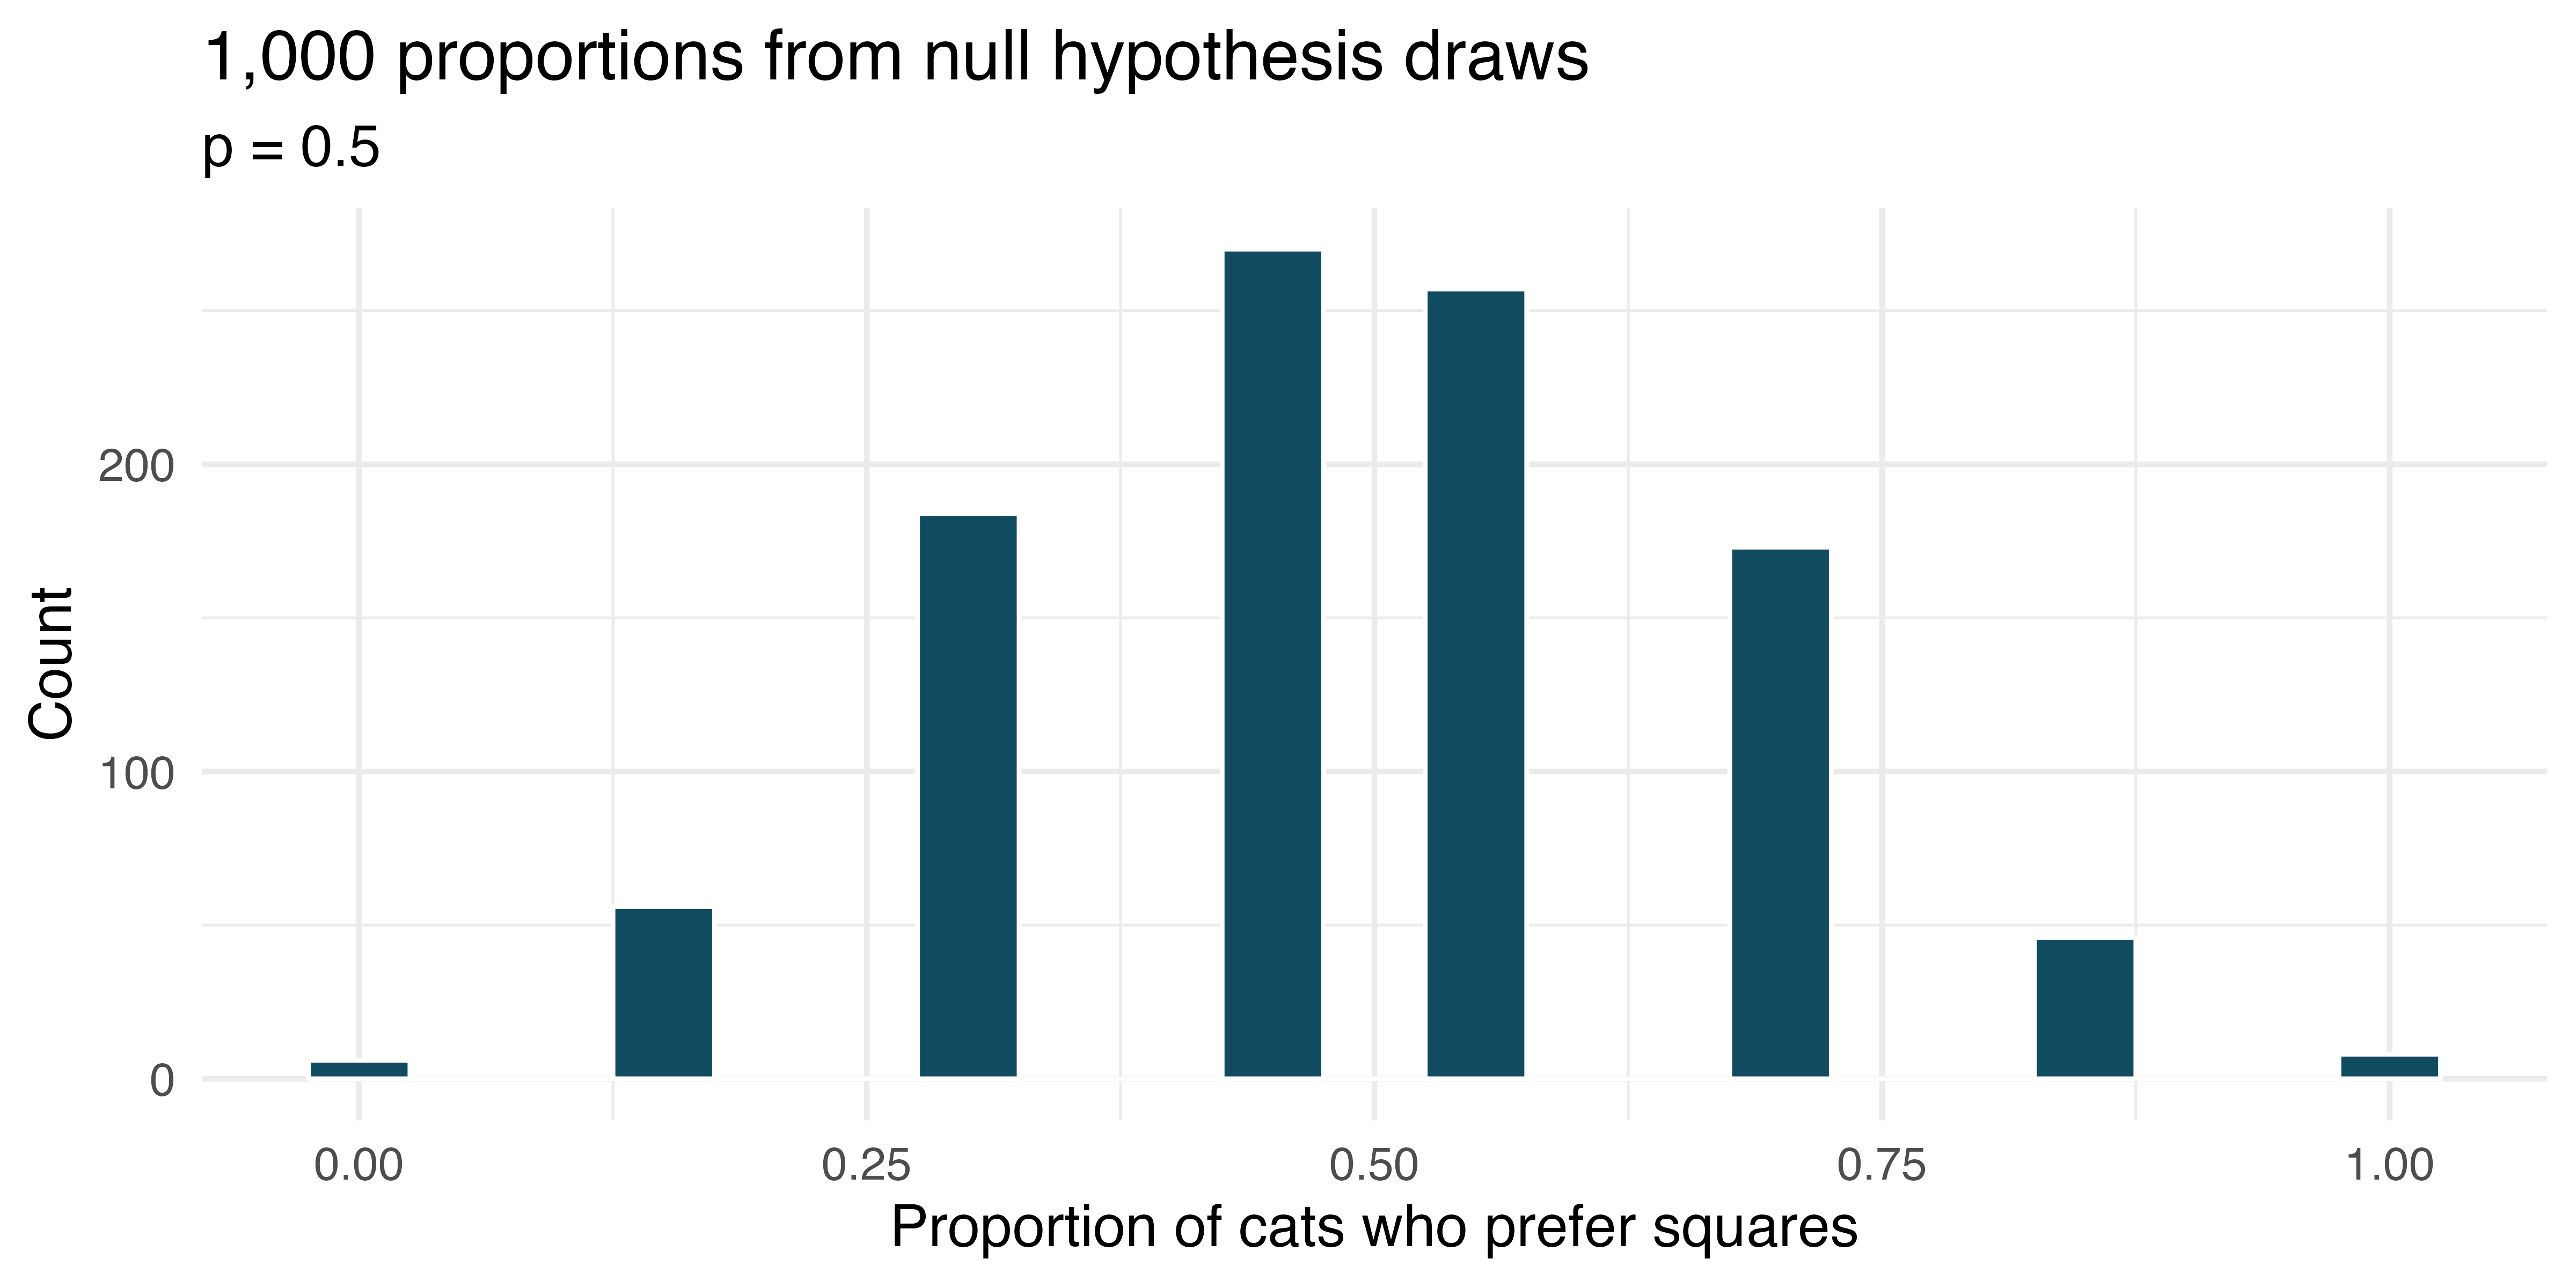 1,000 proportions from null hypothesis draws
p = 0.5
Count
200
100
0
0.00 0.25 0.50 0.75 1.00
Proportion of cats who prefer squares